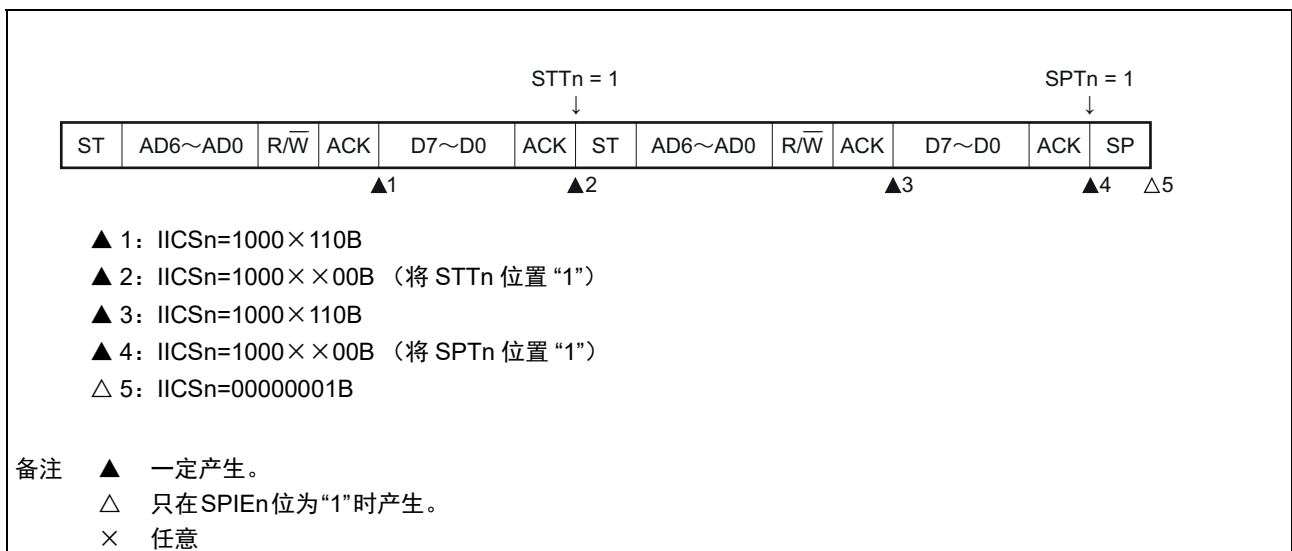 STTn = 1 SPTn = 1
↓ ↓
ST AD6～AD0 R/W̅ ACK D7～D0 ACK ST AD6～AD0 R/W̅ ACK D7～D0 ACK SP
▲1 ▲2 ▲3 ▲4 △5
▲ 1：IICSn=1000×110B
▲ 2：IICSn=1000××00B （将 STTn 位置 “1”）
▲ 3：IICSn=1000×110B
▲ 4：IICSn=1000××00B （将 SPTn 位置 “1”）
△ 5：IICSn=00000001B
备注 ▲ 一定产生。
△ 只在SPIEn位为“1”时产生。
× 任意